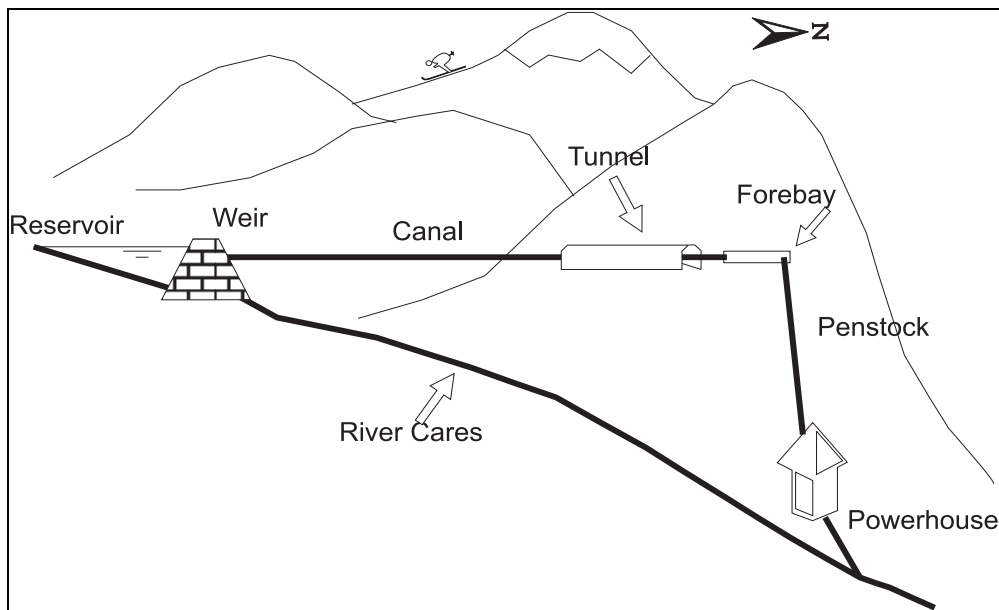 N
Tunnel
Forebay
Reservoir
Weir
Canal
Penstock
River Cares
Powerhouse